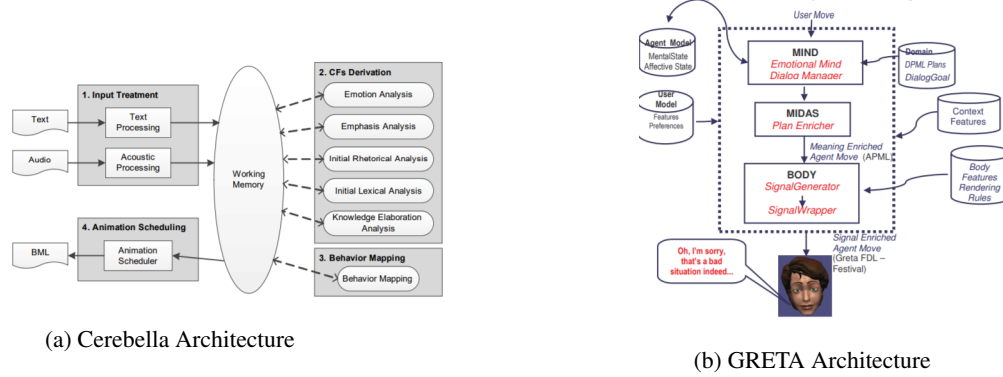 1. Input Treatment
Text
Text
Processing
Audio
Acoustic
Processing
4. Animation Scheduling
BML
Animation
Scheduler
Working
Memory
2. CFs Derivation
Emotion Analysis
Emphasis Analysis
Initial Rhetorical Analysis
Initial Lexical Analysis
Knowledge Elaboration
Analysis
3. Behavior Mapping
Behavior Mapping
(a) Cerebella Architecture
User Move
Agent Model
MentalState
Affective State
MIND
Emotional Mind
Dialog Manager
Domain
DPML Plans
DialogGoal
User
Model
Features
Preferences
MIDAS
Plan Enricher
Context
Features
Meaning Enriched
Agent Move (APML)
BODY
SignalGenerator
SignalWrapper
Body
Features
Rendering
Rules
Oh, I'm sorry,
that's a bad
situation indeed...
Signal Enriched
Agent Move
(Greta FDL –
Festival)
(b) GRETA Architecture